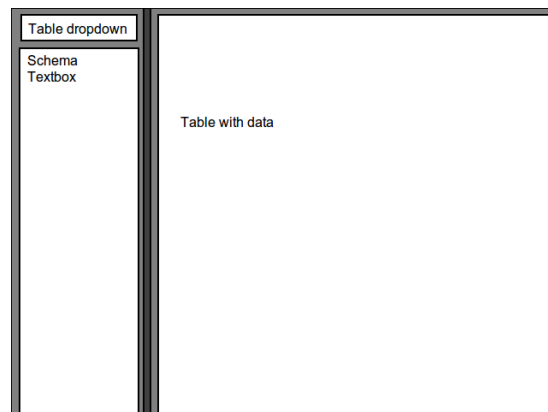 Table dropdown
Schema
Textbox
Table with data